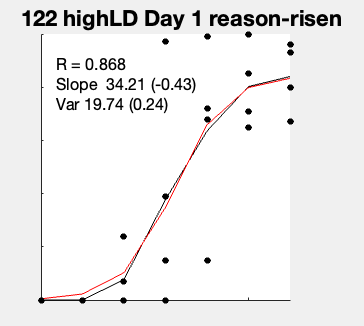 122 highLD Day 1 reason-risen
R = 0.868
Slope 34.21 (-0.43)
Var 19.74 (0.24)